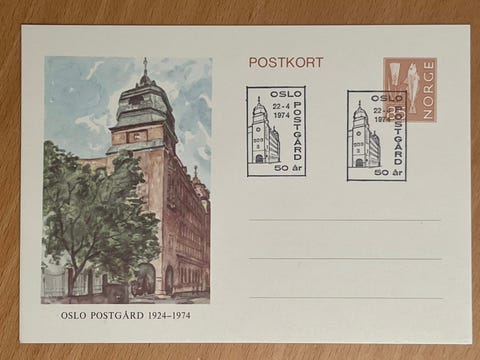 POSTKORT
NORGE
OSLO POSTGÅRD
22-4
1974
50 år
OSLO POSTGÅRD
22-4
1974
50 år
OSLO POSTGÅRD 1924–1974